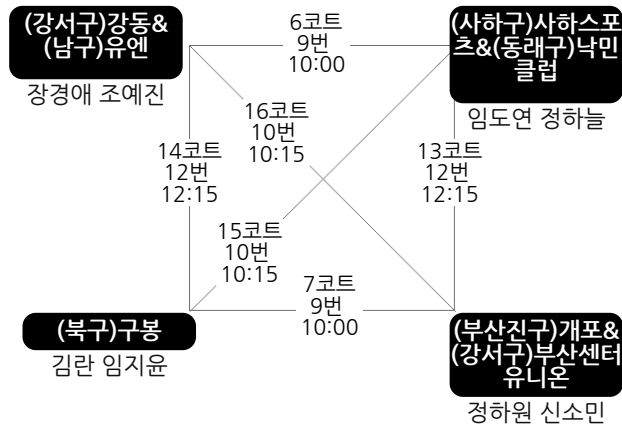 (강서구)강동&
(남구)유엔
장경애 조예진
6코트
9번
10:00
(사하구)사하스포
츠&(동래구)낙민
클럽
임도연 정하늘
16코트
10번
10:15
14코트
12번
12:15
13코트
12번
12:15
15코트
10번
10:15
7코트
9번
10:00
(북구)구봉
김란 임지윤
(부산진구)개포&
(강서구)부산센터
유니온
정하원 신소민